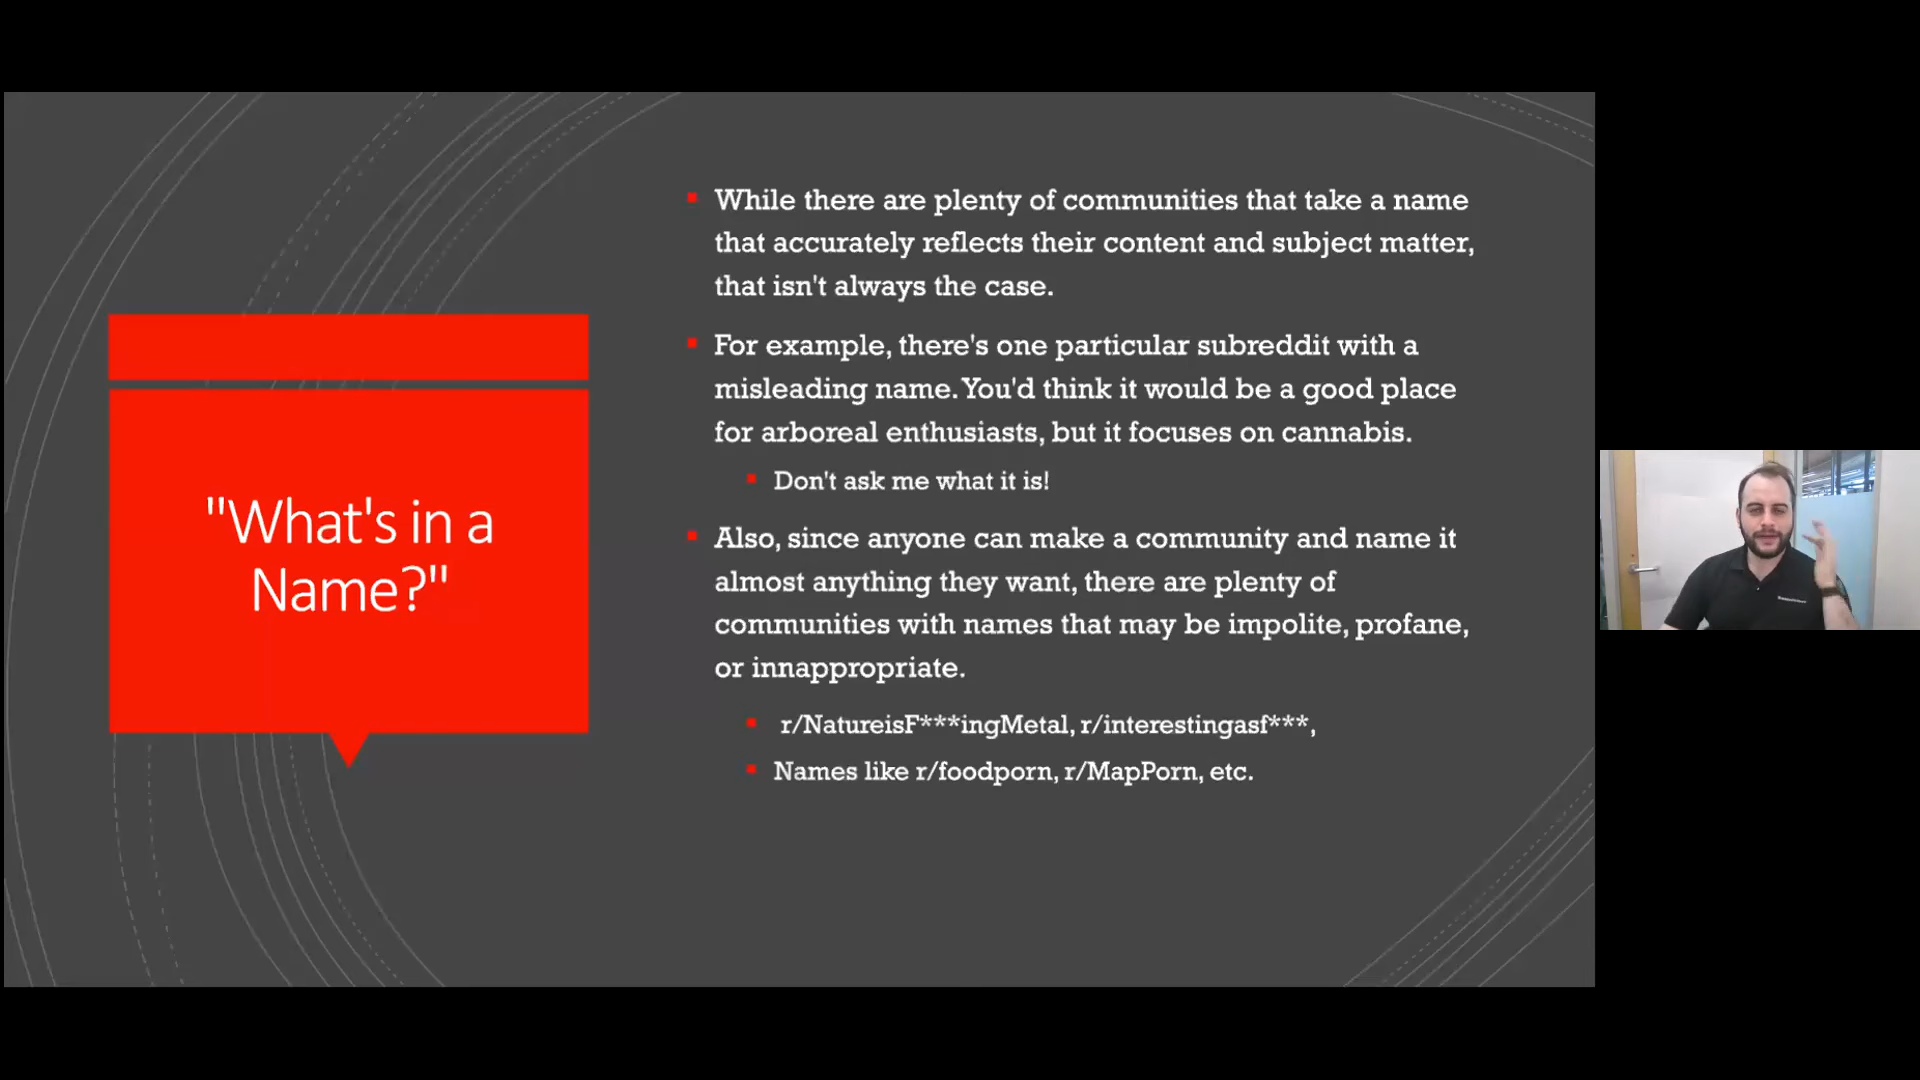 "What's in a
Name?"
While there are plenty of communities that take a name
that accurately reflects their content and subject matter,
that isn't always the case.
For example, there's one particular subreddit with a
misleading name. You'd think it would be a good place
for arboreal enthusiasts, but it focuses on cannabis.
Don't ask me what it is!
Also, since anyone can make a community and name it
almost anything they want, there are plenty of
communities with names that may be impolite, profane,
or innappropriate.
r/NatureisF***ingMetal, r/interestingasf***,
Names like r/foodporn, r/MapPorn, etc.